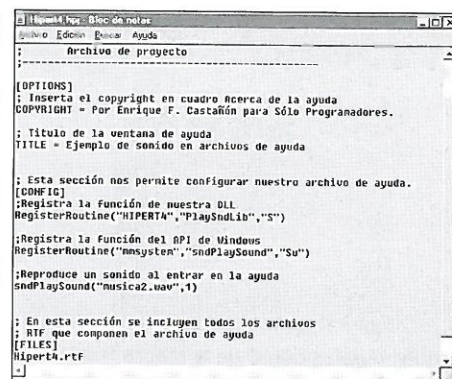 Hipert4.hpj - Bloc de notas
Archivo Edición Buscar Ayuda
; Archivo de proyecto
;------------------------------------------------
[OPTIONS]
; Inserta el copyright en cuadro Acerca de la ayuda
COPYRIGHT = Por Enrique F. Castañón para Sólo Programadores.
; Titulo de la ventana de ayuda
TITLE = Ejemplo de sonido en archivos de ayuda
; Esta sección nos permite configurar nuestro archivo de ayuda.
[CONFIG]
;Registra la función de nuestra DLL
RegisterRoutine("HIPERT4","PlaySndLib","S")
;Registra la función del API de Windows
RegisterRoutine("mmsystem","sndPlaySound","Su")
;Reproduce un sonido al entrar en la ayuda
sndPlaySound("musica2.wav",1)
; En esta sección se incluyen todos los archivos
; RTF que componen el archivo de ayuda
[FILES]
Hipert4.rtf